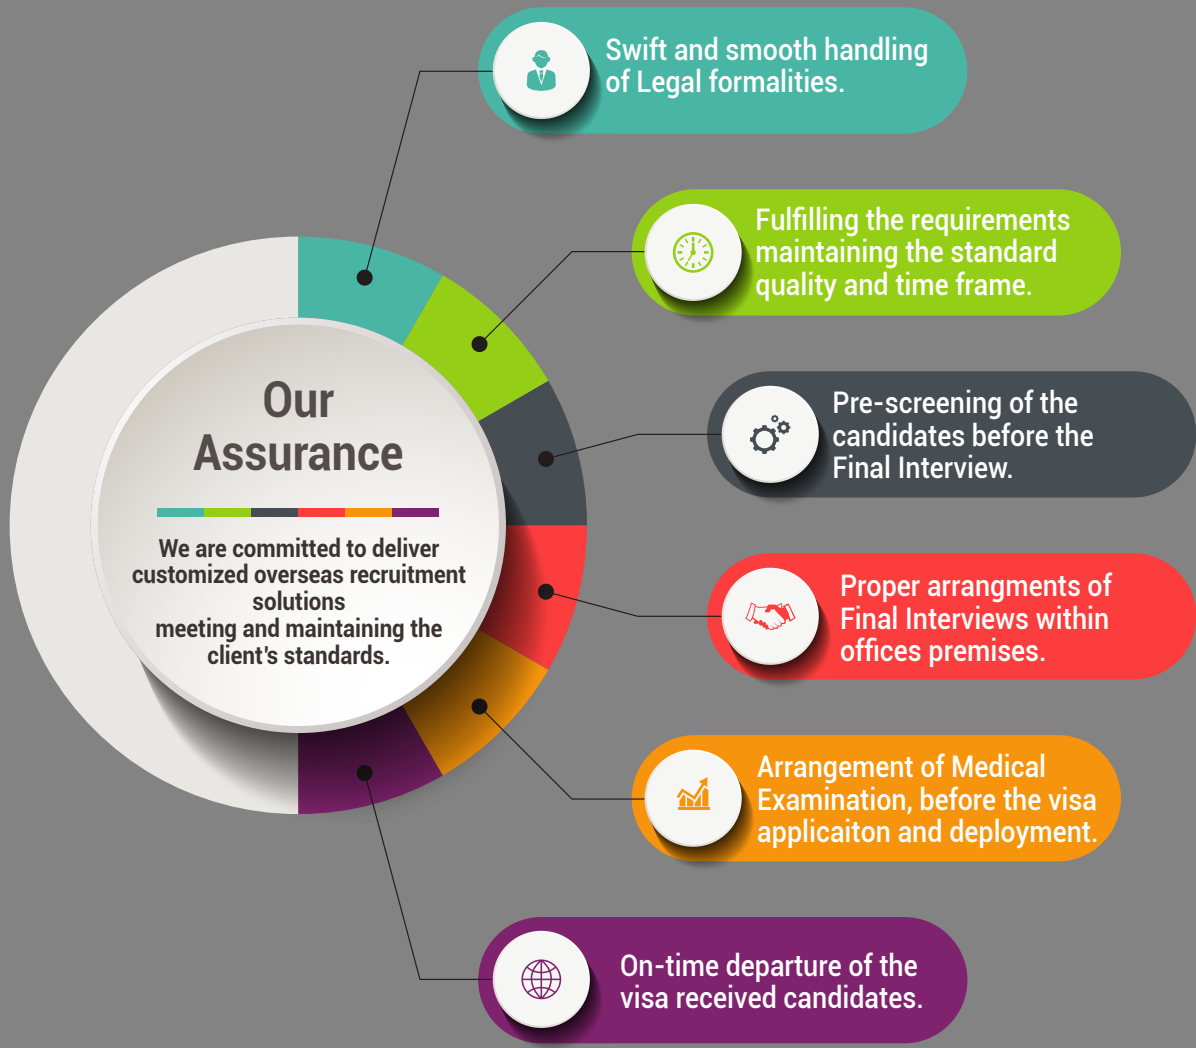 Swift and smooth handling
of Legal formalities.
Fulfilling the requirements
maintaining the standard
quality and time frame.
Pre-screening of the
candidates before the
Final Interview.
Our
Assurance
We are committed to deliver
customized overseas recruitment
solutions
meeting and maintaining the
client's standards.
Proper arrangments of
Final Interviews within
offices premises.
Arrangement of Medical
Examination, before the visa
applicaiton and deployment.
On-time departure of the
visa received candidates.